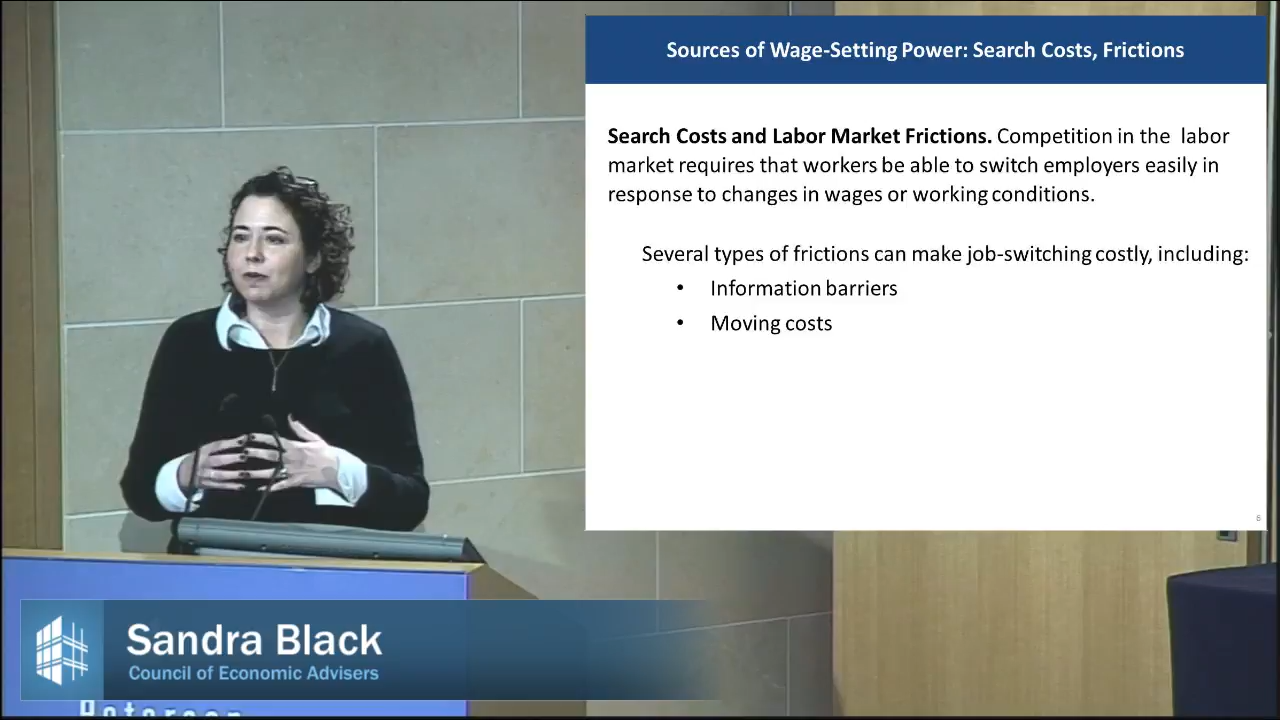 Sources of Wage-Setting Power: Search Costs, Frictions
Search Costs and Labor Market Frictions. Competition in the labor
market requires that workers be able to switch employers easily in
response to changes in wages or working conditions.
Several types of frictions can make job-switching costly, including:
• Information barriers
• Moving costs
6
Sandra Black
Council of Economic Advisers